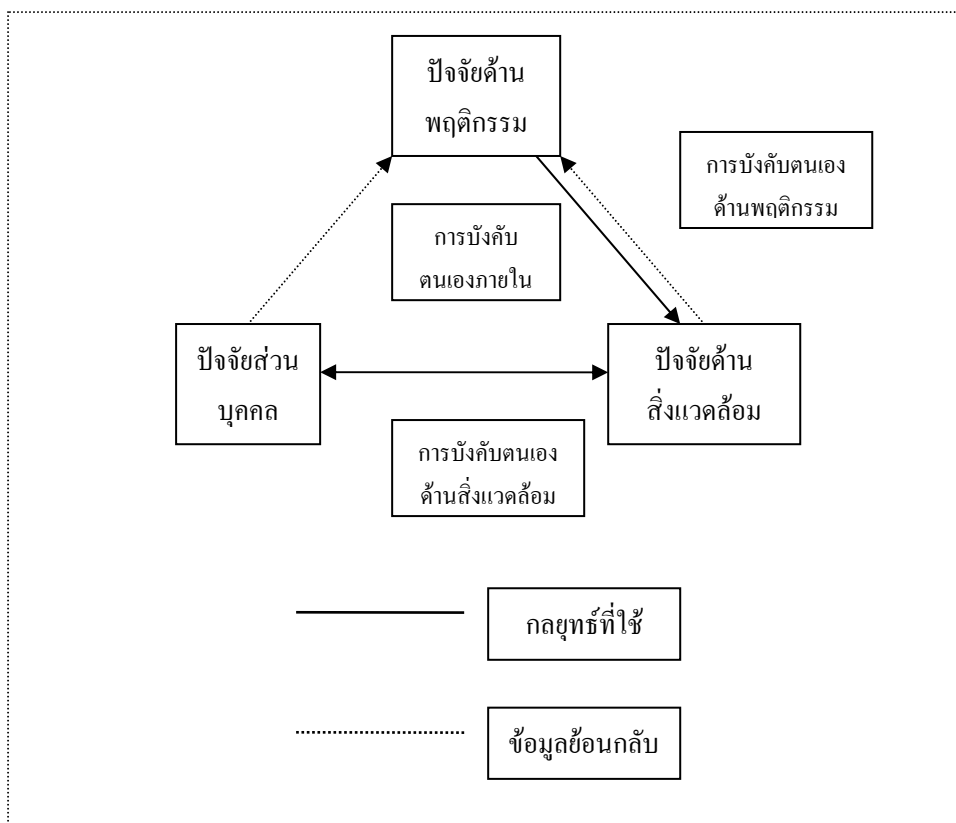 ปัจจัยด้าน
พฤติกรรม
การบังคับตนเอง
ด้านพฤติกรรม
การบังคับ
ตนเองภายใน
ปัจจัยส่วน
บุคคล
ปัจจัยด้าน
สิ่งแวดล้อม
การบังคับตนเอง
ด้านสิ่งแวดล้อม
กลยุทธ์ที่ใช้
ข้อมูลย้อนกลับ